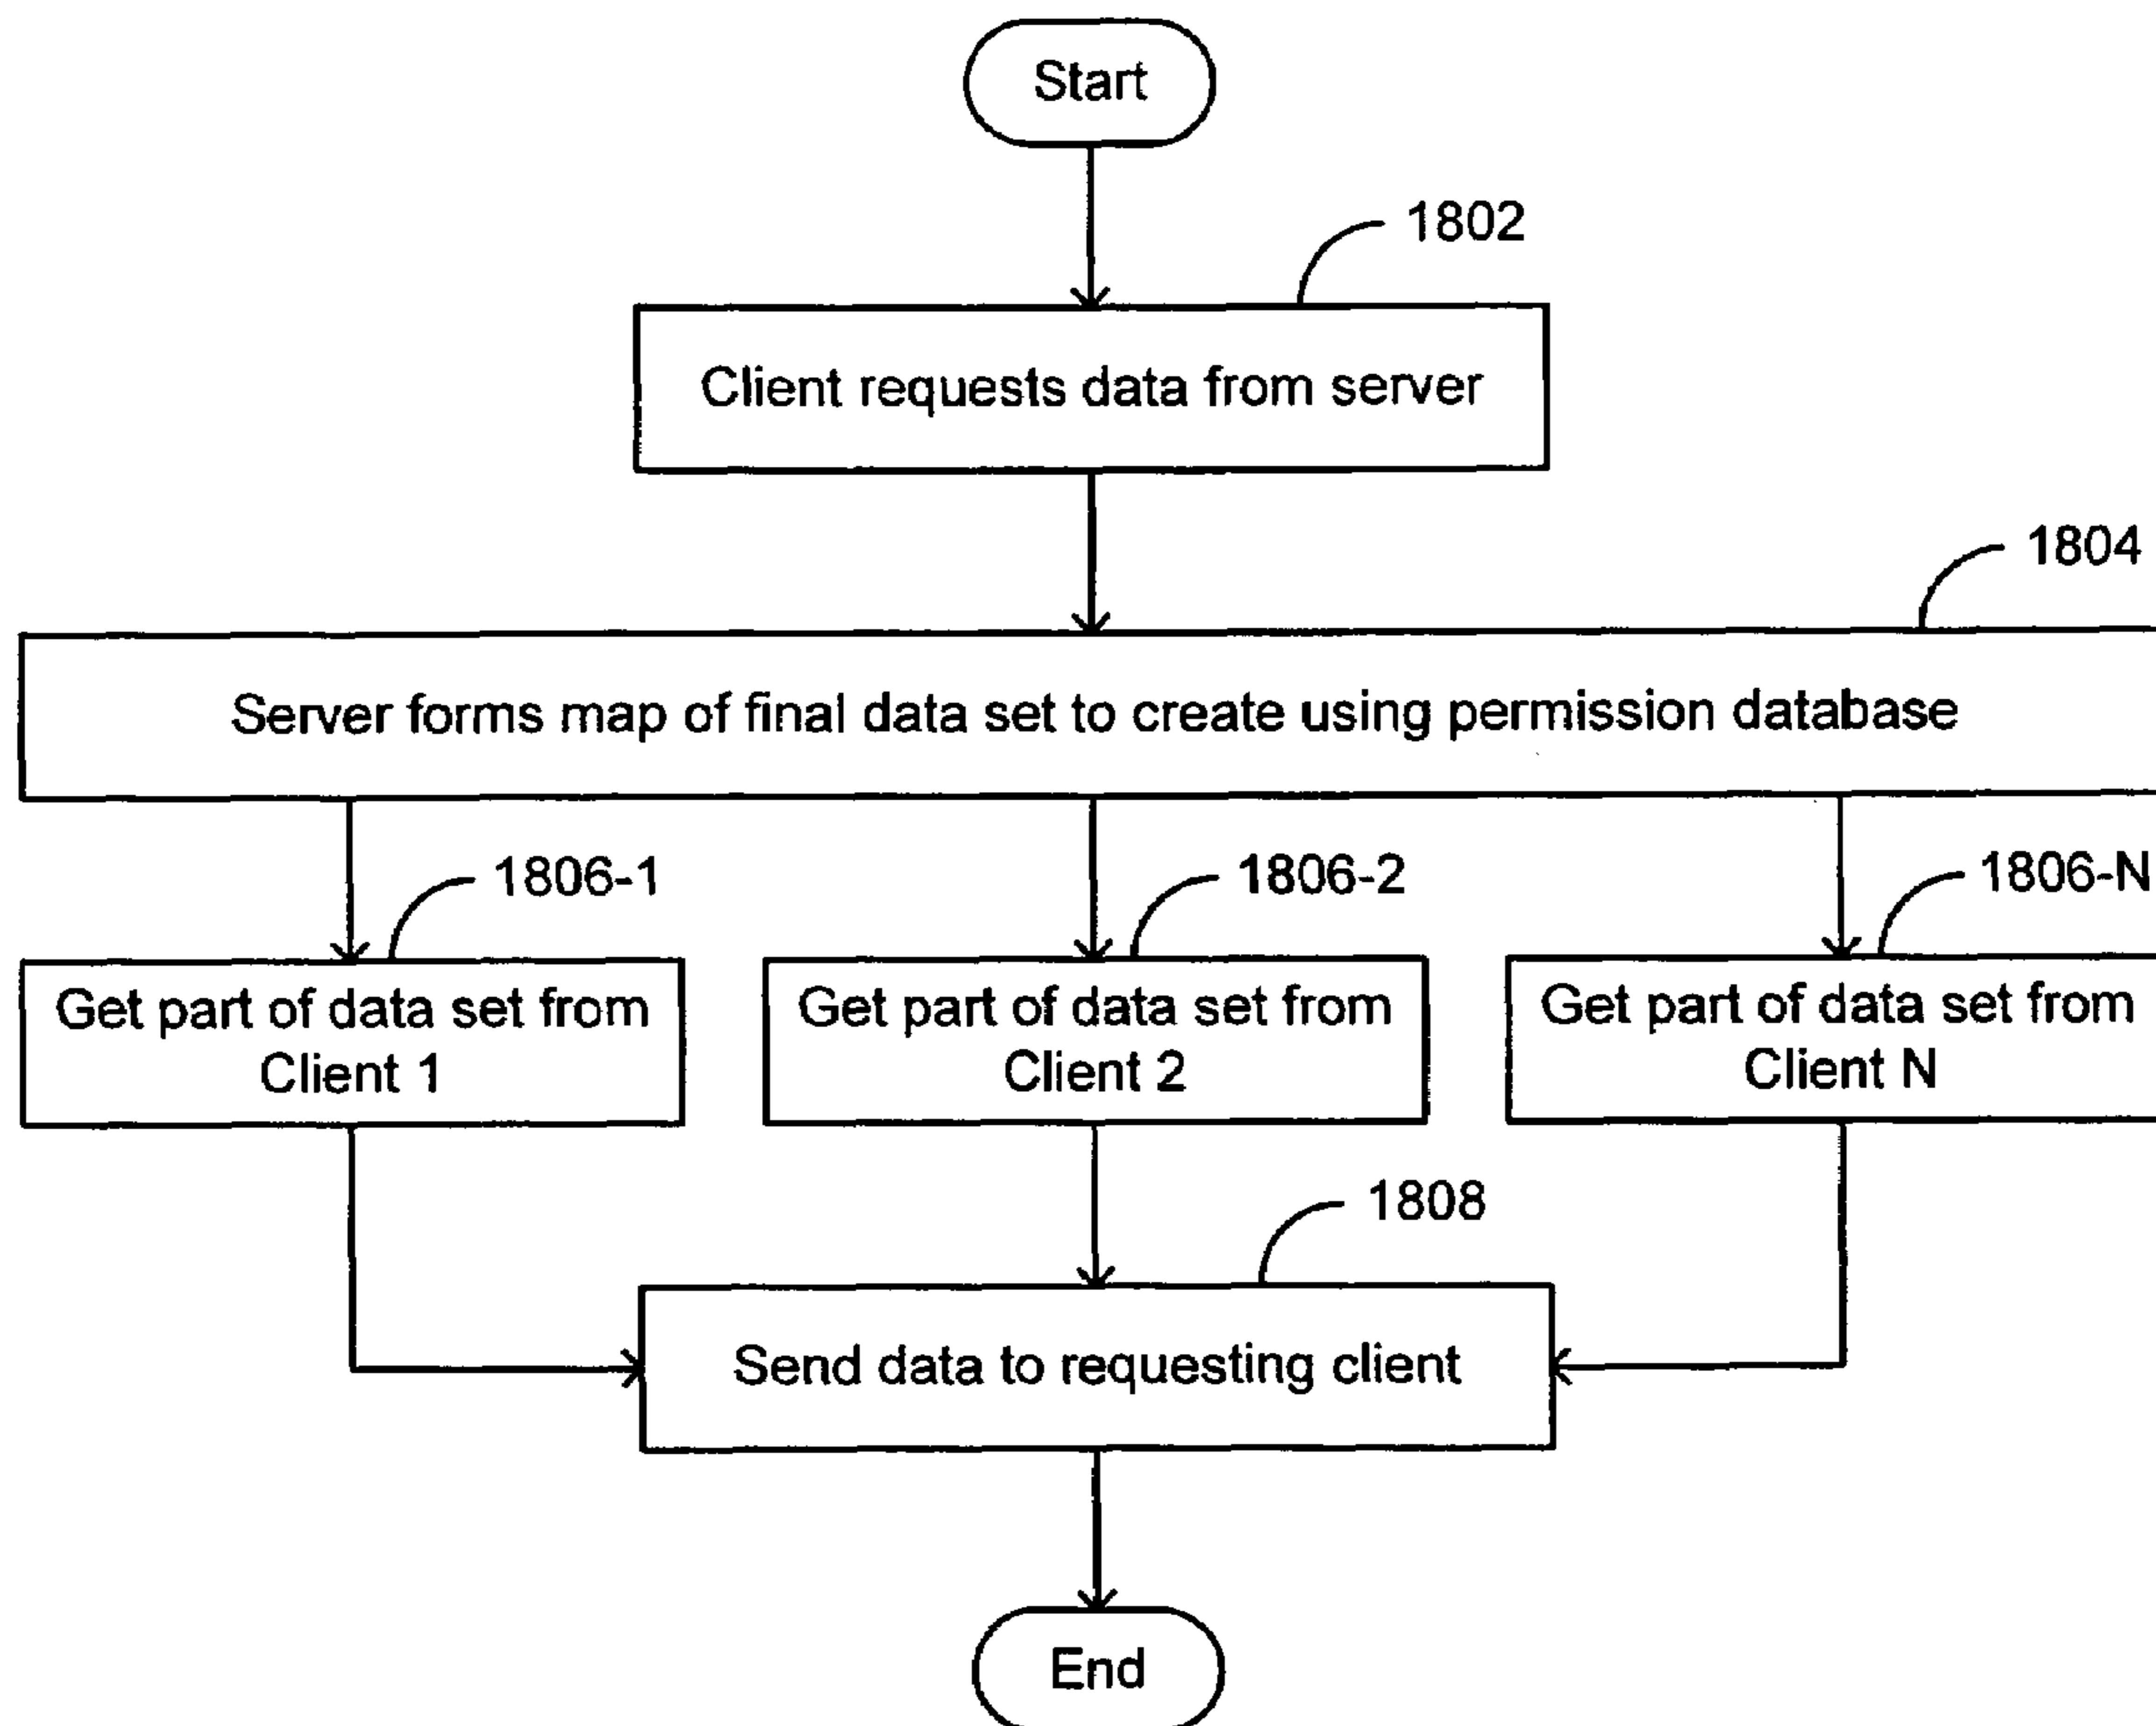 Start
1802
Client requests data from server
1804
Server forms map of final data set to create using permission database
1806-1
1806-2
1806-N
Get part of data set from
Client 1
Get part of data set from
Client 2
Get part of data set from
Client N
1808
Send data to requesting client
End